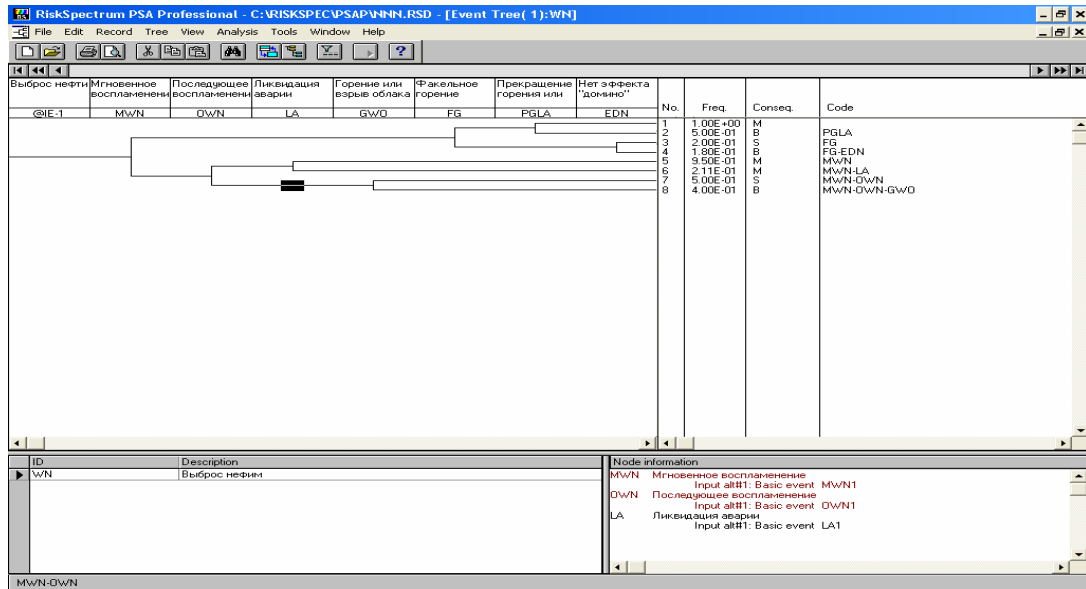 RiskSpectrum PSA Professional - C:\RISKSPEC\PSAP\NNN.RSD - [Event Tree( 1):WN]
File Edit Record Tree View Analysis Tools Window Help
Выброс нефти Мгновенное воспламенени Последующее воспламенени Ликвидация аварии Горение или взрыв облака Факельное горение Прекращение горения или Нет эффекта "домино"
@IE-1 MWN OWN LA GWO FG PGLA EDN No. Freq. Conseq. Code
1 1.00E+00 M
2 5.00E-01 B PGLA
3 2.00E-01 S FG
4 1.80E-01 B FG-EDN
5 9.50E-01 M MWN
6 2.11E-01 M MWN-LA
7 5.00E-01 S MWN-OWN
8 4.00E-01 B MWN-OWN-GWO
ID Description
WN Выброс нефим
Node information
MWN Мгновенное воспламенение
Input alt#1: Basic event MWN1
OWN Последующее воспламенение
Input alt#1: Basic event OWN1
LA Ликвидация аварии
Input alt#1: Basic event LA1
MWN-OWN